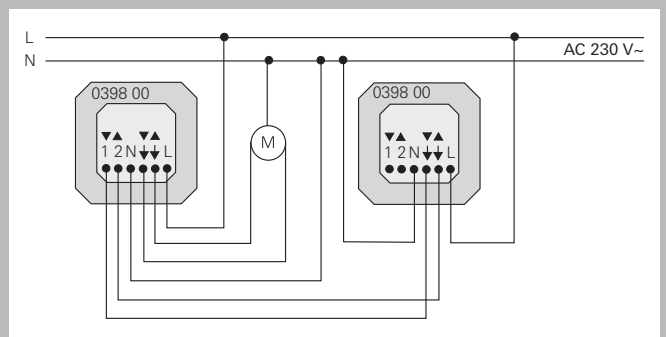 L
N
AC 230 V~
0398 00
0398 00
▼▲ ▼▲
1 2 N ↓ ↓ L
M
▼▲ ▼▲
1 2 N ↓ ↓ L